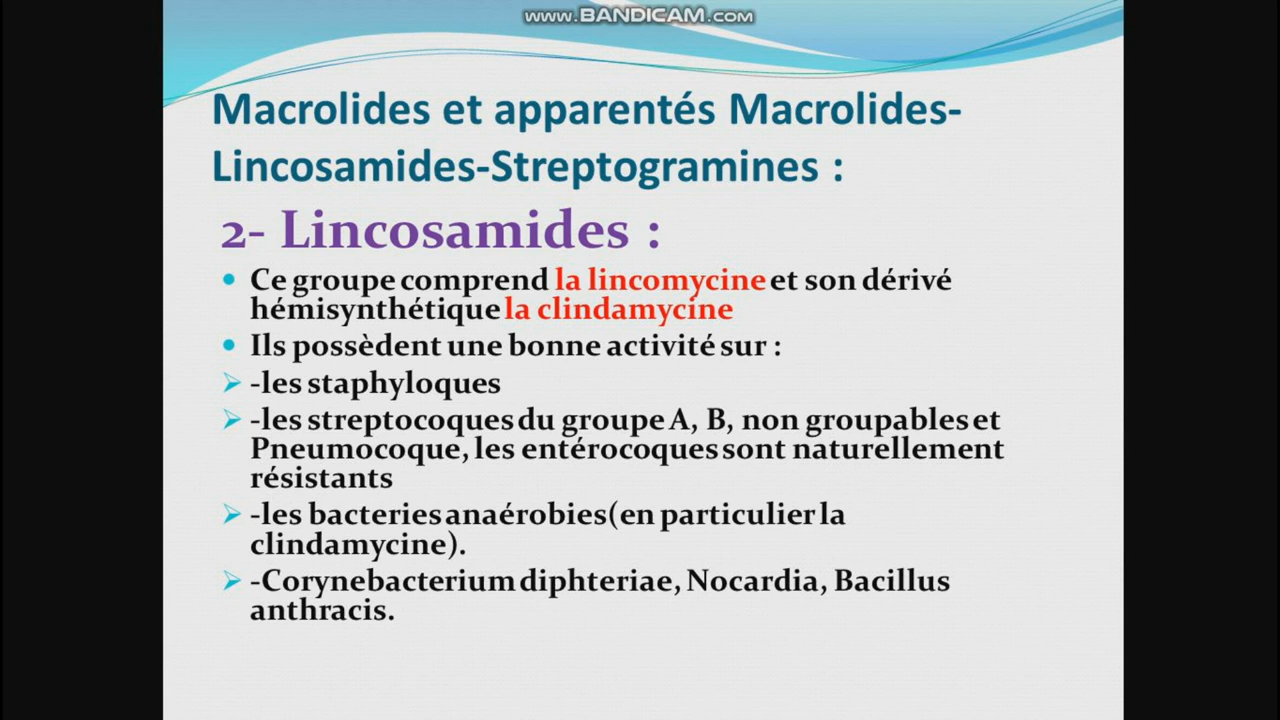 www.BANDICAM.com
Macrolides et apparentés Macrolides-
Lincosamides-Streptogramines :
2- Lincosamides :
Ce groupe comprend la lincomycine et son dérivé
hémisynthétique la clindamycine
Ils possèdent une bonne activité sur :
-les staphyloques
-les streptocoques du groupe A, B, non groupables et
Pneumocoque, les entérocoques sont naturellement
résistants
-les bacteries anaérobies(en particulier la
clindamycine).
-Corynebacterium diphteriae, Nocardia, Bacillus
anthracis.